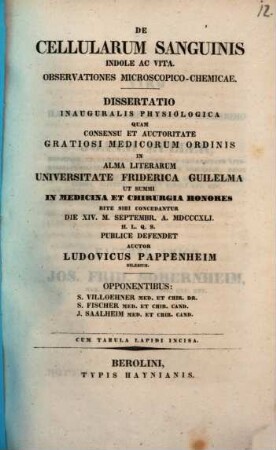 12.
DE
CELLULARUM SANGUINIS
INDOLE AC VITA.
OBSERVATIONES MICROSCOPICO-CHEMICAE.
DISSERTATIO
INAUGURALIS PHYSIOLOGICA
QUAM
CONSENSU ET AUCTORITATE
GRATIOSI MEDICORUM ORDINIS
IN
ALMA LITERARUM
UNIVERSITATE FRIDERICA GUILELMA
UT SUMMI
IN MEDICINA ET CHIRURGIA HONORES
RITE SIBI CONCEDANTUR
DIE XIV. M. SEPTEMBR. A. MDCCCXLI.
H. L. Q. S.
PUBLICE DEFENDET
AUCTOR
LUDOVICUS PAPPENHEIM
SILESIUS.
OPPONENTIBUS:
S. VILLOEHNER MED. ET CHIR. DR.
S. FISCHER MED. ET CHIR. CAND.
J. SAALHEIM MED. ET CHIR. CAND.
CUM TABULA LAPIDI INCISA.
BEROLINI,
TYPIS HAYNIANIS.